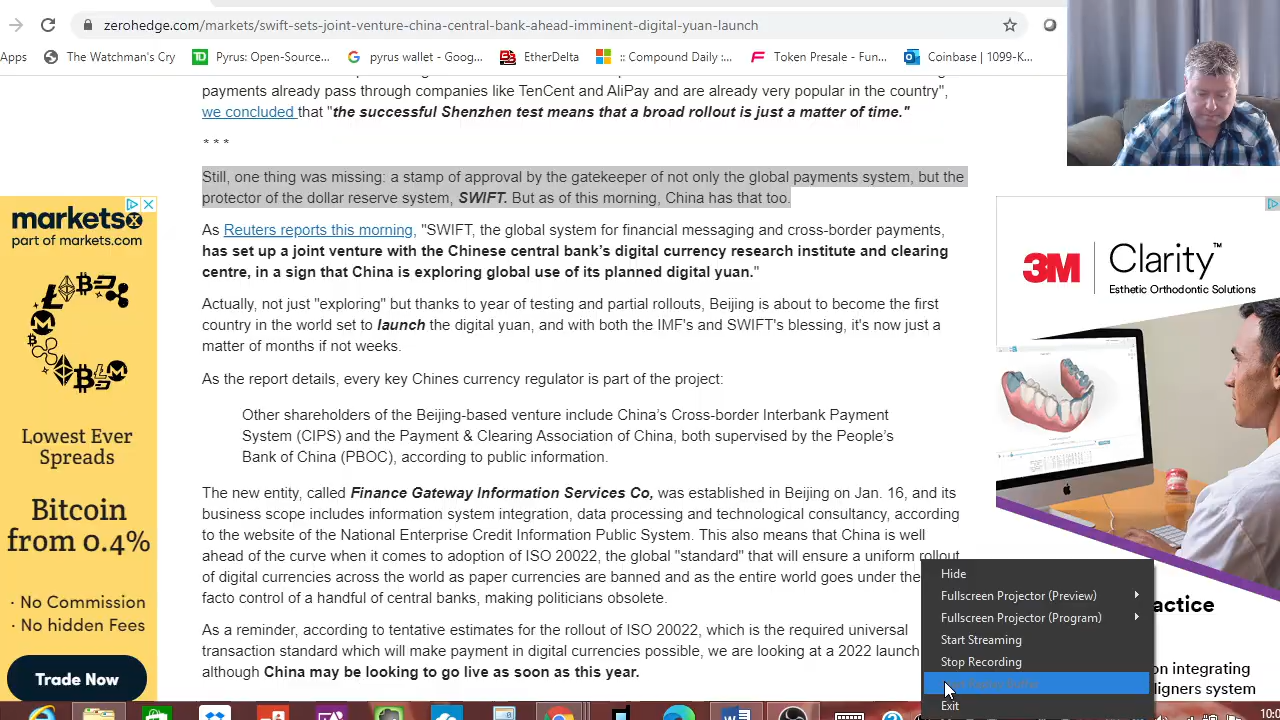 zerohedge.com/markets/swift-sets-joint-venture-china-central-bank-ahead-imminent-digital-yuan-launch
Apps
The Watchman's Cry
Pyrus: Open-Source...
pyrus wallet - Goog...
EtherDelta
:: Compound Daily :...
Token Presale - Fun...
Coinbase | 1099-K...
payments already pass through companies like TenCent and AliPay and are already very popular in the country",
we concluded that "the successful Shenzhen test means that a broad rollout is just a matter of time."
* * *
Still, one thing was missing: a stamp of approval by the gatekeeper of not only the global payments system, but the
protector of the dollar reserve system, SWIFT. But as of this morning, China has that too.
As Reuters reports this morning, "SWIFT, the global system for financial messaging and cross-border payments,
has set up a joint venture with the Chinese central bank's digital currency research institute and clearing
centre, in a sign that China is exploring global use of its planned digital yuan."
Actually, not just "exploring" but thanks to year of testing and partial rollouts, Beijing is about to become the first
country in the world set to launch the digital yuan, and with both the IMF's and SWIFT's blessing, it's now just a
matter of months if not weeks.
As the report details, every key Chines currency regulator is part of the project:
Other shareholders of the Beijing-based venture include China's Cross-border Interbank Payment
System (CIPS) and the Payment & Clearing Association of China, both supervised by the People's
Bank of China (PBOC), according to public information.
The new entity, called Finance Gateway Information Services Co, was established in Beijing on Jan. 16, and its
business scope includes information system integration, data processing and technological consultancy, according
to the website of the National Enterprise Credit Information Public System. This also means that China is well
ahead of the curve when it comes to adoption of ISO 20022, the global "standard" that will ensure a uniform rollout
of digital currencies across the world as paper currencies are banned and as the entire world goes under the
facto control of a handful of central banks, making politicians obsolete.
As a reminder, according to tentative estimates for the rollout of ISO 20022, which is the required universal
transaction standard which will make payment in digital currencies possible, we are looking at a 2022 launch
although China may be looking to go live as soon as this year.
markets
part of markets.com
Lowest Ever
Spreads
Bitcoin
from 0.4%
· No Commission
· No hidden Fees
Trade Now
3M
Clarity™
Esthetic Orthodontic Solutions
actice
on integrating
ligners system
Hide
Fullscreen Projector (Preview)
Fullscreen Projector (Program)
Start Streaming
Stop Recording
Exit
10:0